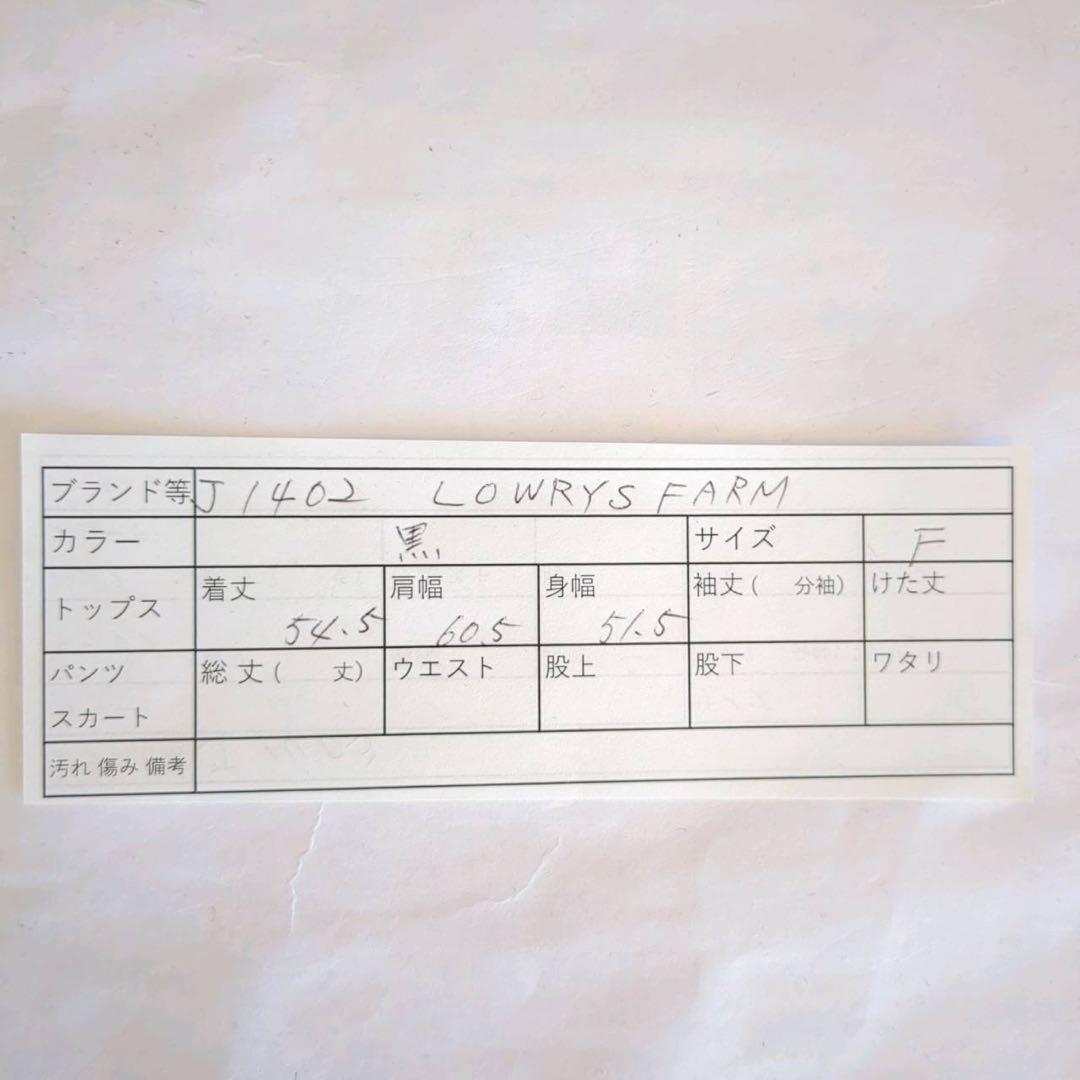 ブランド等 J1402 LOWRYS FARM
カラー 黒 サイズ F
トップス 着丈 54.5 肩幅 60.5 身幅 51.5 袖丈( 分袖) けた丈
パンツ スカート 総丈( 丈) ウエスト 股上 股下 ワタリ
汚れ 傷み 備考